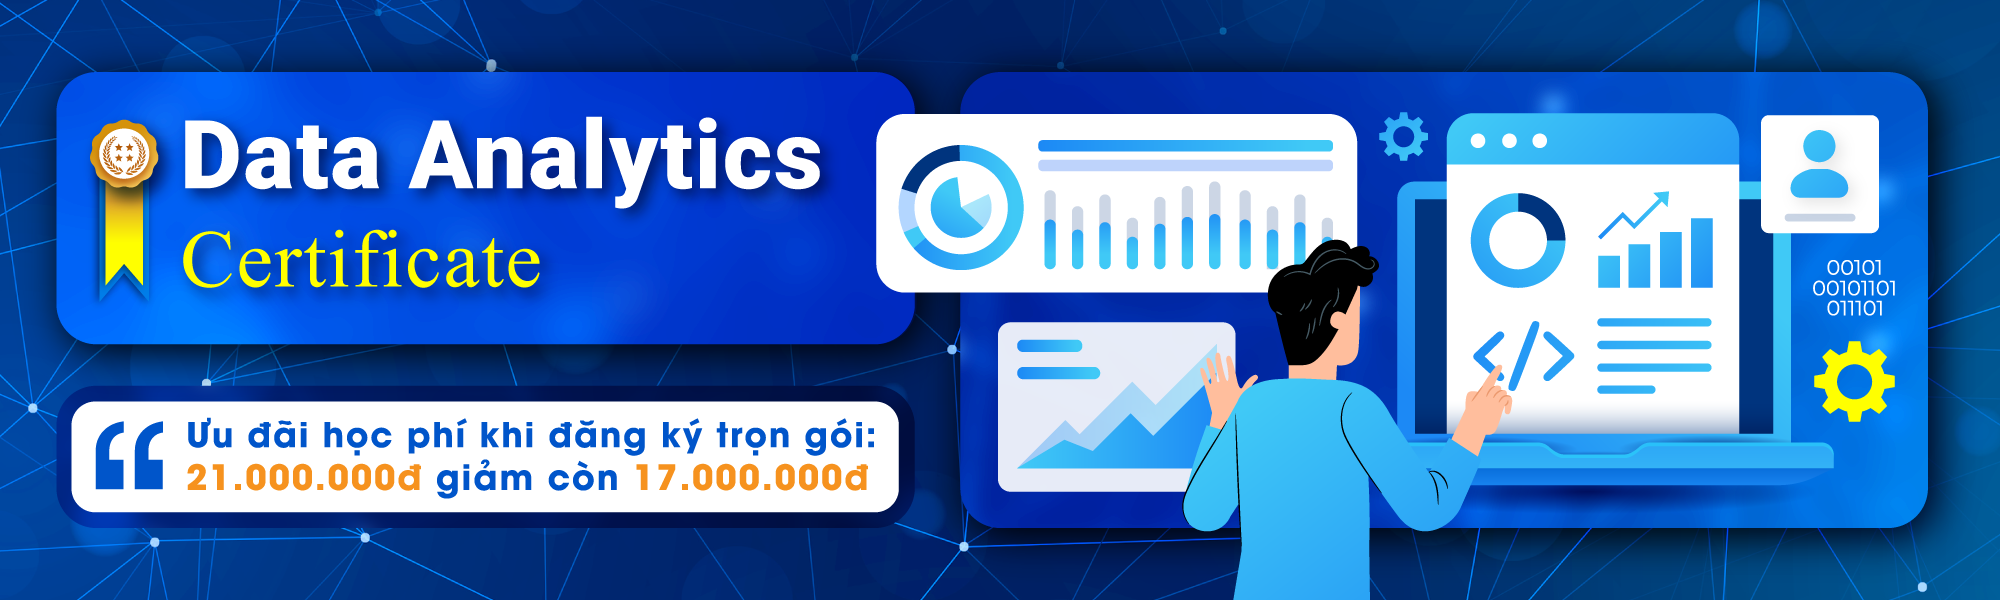 Data Analytics
Certificate
Ưu đãi học phí khi đăng ký trọn gói:
21.000.000đ giảm còn 17.000.000đ
00101
00101101
011101